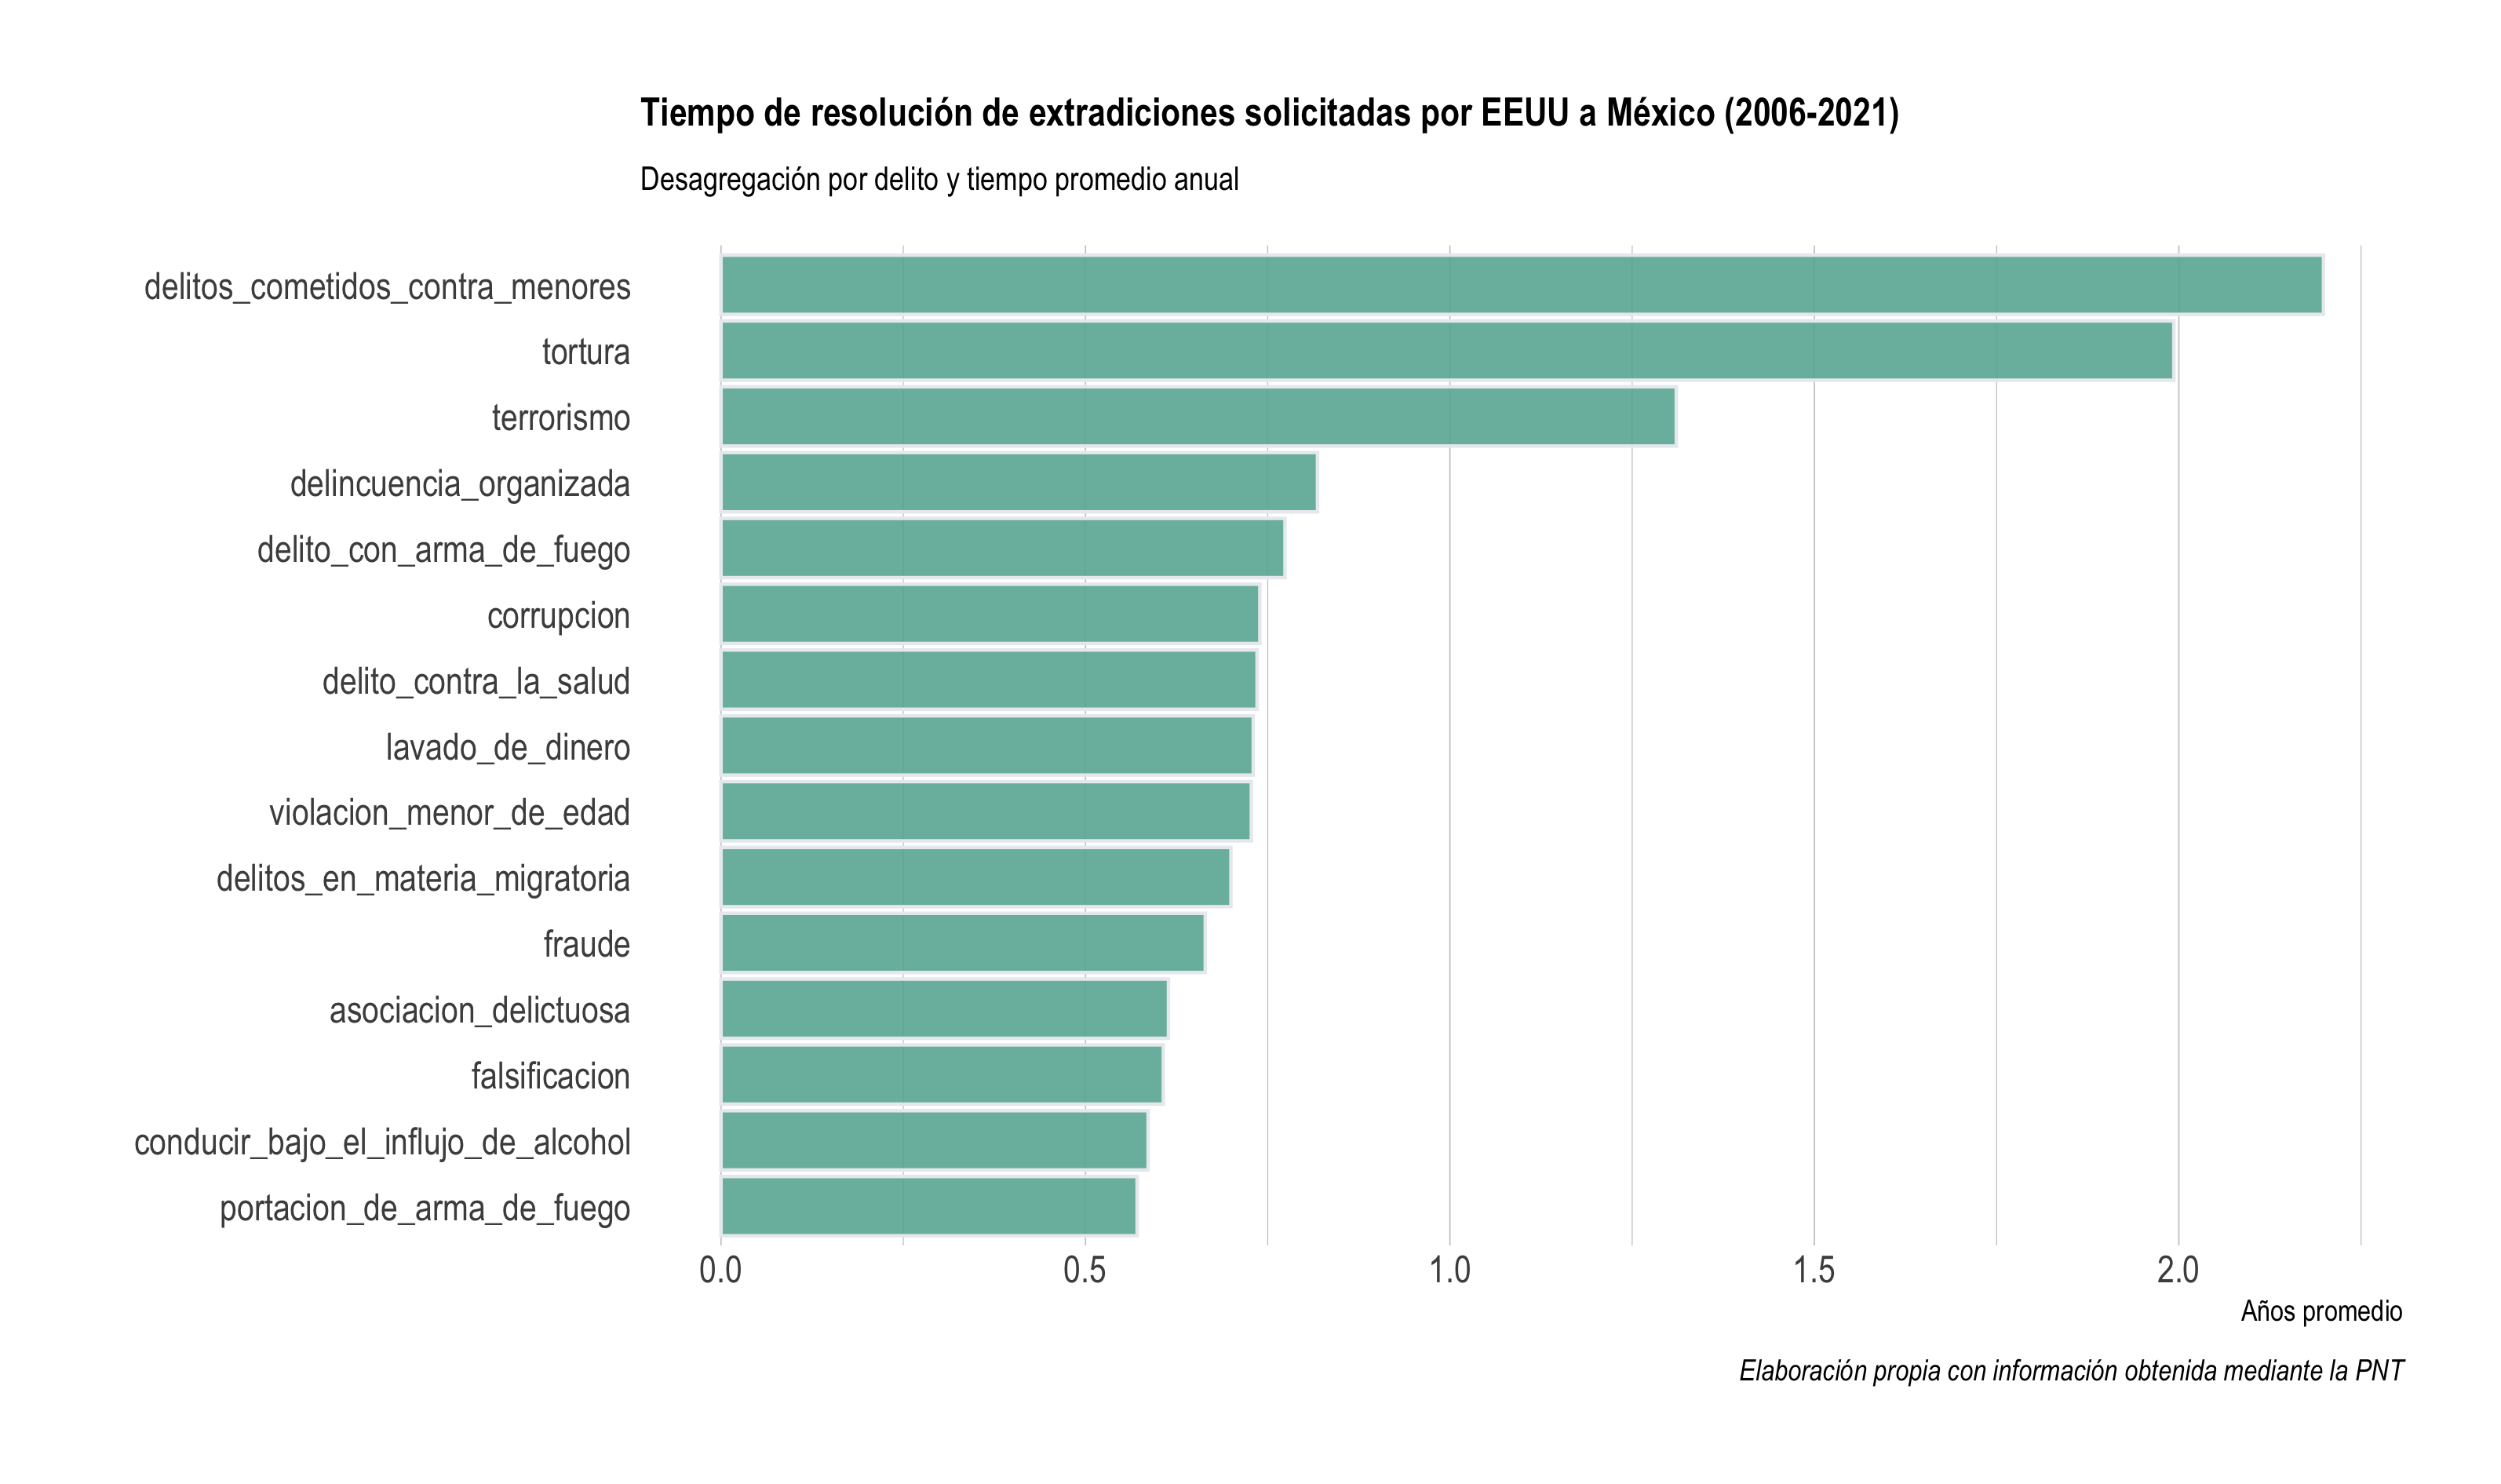 Tiempo de resolución de extradiciones solicitadas por EEUU a México (2006-2021)
Desagregación por delito y tiempo promedio anual
delitos_cometidos_contra_menores
tortura
terrorismo
delincuencia_organizada
delito_con_arma_de_fuego
corrupcion
delito_contra_la_salud
lavado_de_dinero
violacion_menor_de_edad
delitos_en_materia_migratoria
fraude
asociacion_delictuosa
falsificacion
conducir_bajo_el_influjo_de_alcohol
portacion_de_arma_de_fuego
0.0 0.5 1.0 1.5 2.0
Años promedio
Elaboración propia con información obtenida mediante la PNT